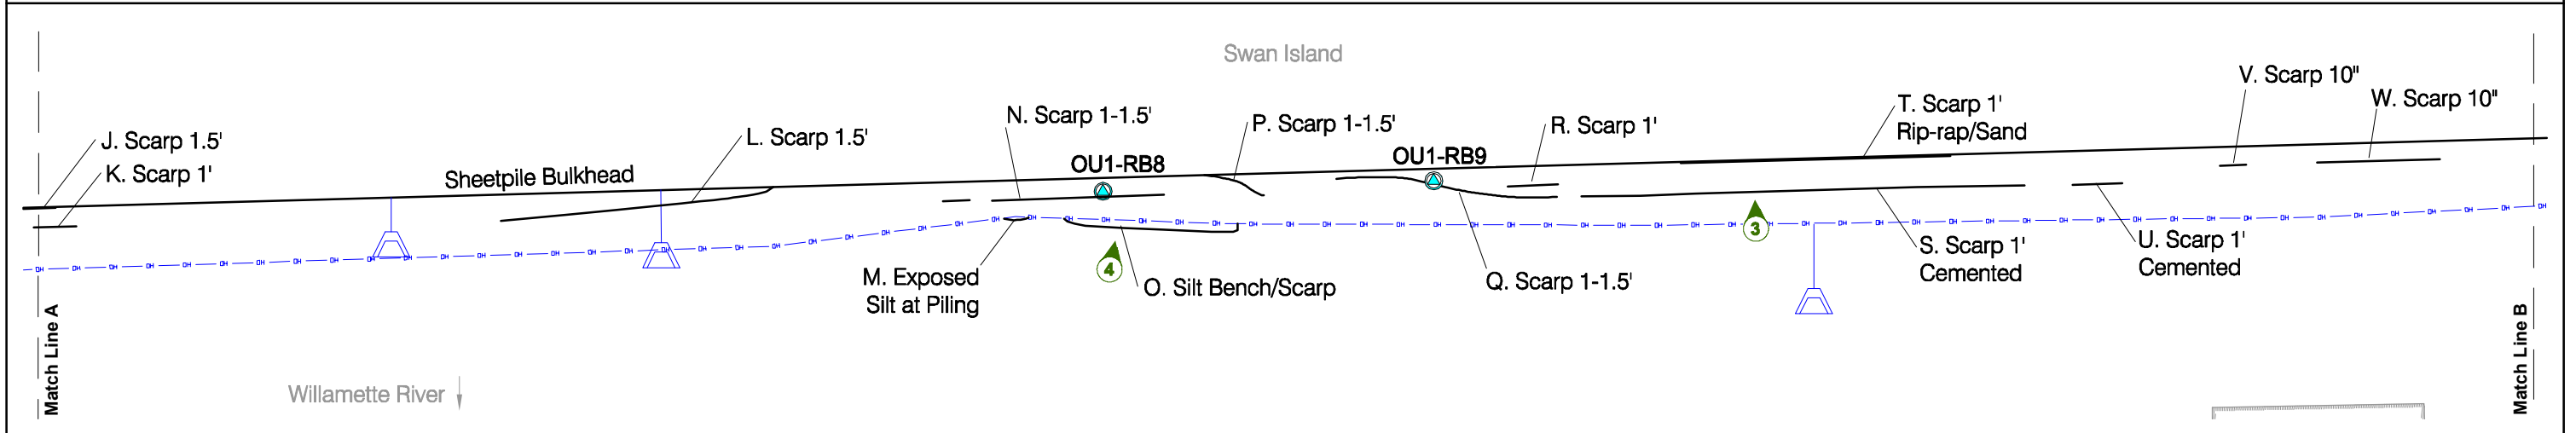 Swan Island
V. Scarp 10"
W. Scarp 10"
T. Scarp 1'
Rip-rap/Sand
N. Scarp 1-1.5'
P. Scarp 1-1.5'
R. Scarp 1'
J. Scarp 1.5'
L. Scarp 1.5'
K. Scarp 1'
Sheetpile Bulkhead
OU1-RB8
OU1-RB9
3
4
M. Exposed
Silt at Piling
O. Silt Bench/Scarp
Q. Scarp 1-1.5'
S. Scarp 1'
Cemented
U. Scarp 1'
Cemented
Match Line A
Match Line B
Willamette River